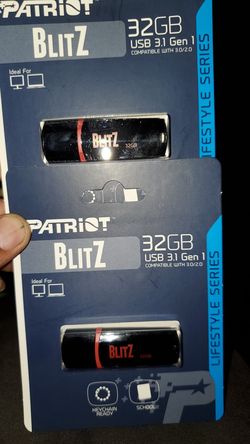 PATRIOT
BLITZ
32GB
USB 3.1 Gen 1
COMPATIBLE WITH 3.0/2.0
Ideal For
LIFESTYLE SERIES
BLITZ 32GB
PATRIOT
BLITZ
32GB
USB 3.1 Gen 1
COMPATIBLE WITH 3.0/2.0
Ideal For
LIFESTYLE SERIES
BLITZ 32GB
KEYCHAIN
READY
SCHOOL